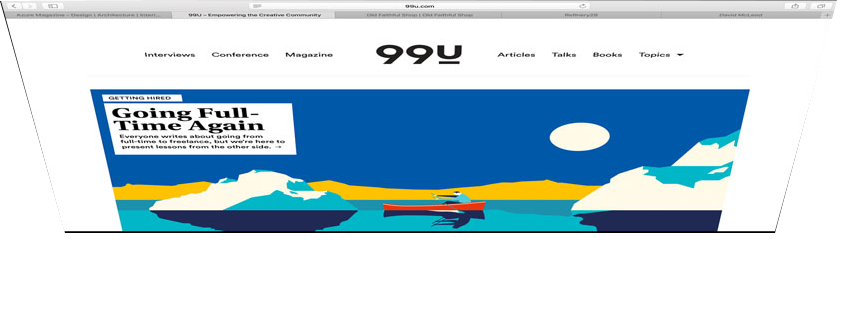 99u.com
Azure Magazine – Design | Architecture | Interi...
99U – Empowering the Creative Community
Old Faithful Shop | Old Faithful Shop
Refinery29
David McLeod
Interviews Conference Magazine 99U Articles Talks Books Topics
GETTING HIRED
Going Full-
Time Again
Everyone writes about going from
full-time to freelance, but we're here to
present lessons from the other side. →